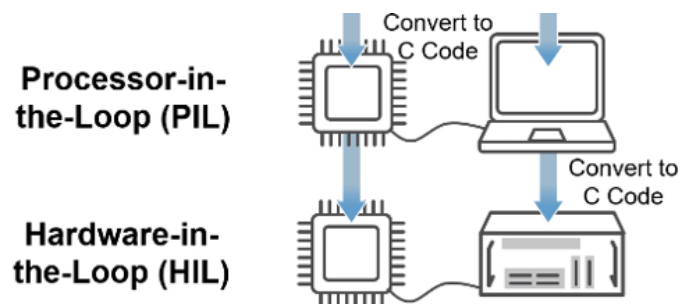 Convert to
C Code
Processor-in-
the-Loop (PIL)
Convert to
C Code
Hardware-in-
the-Loop (HIL)